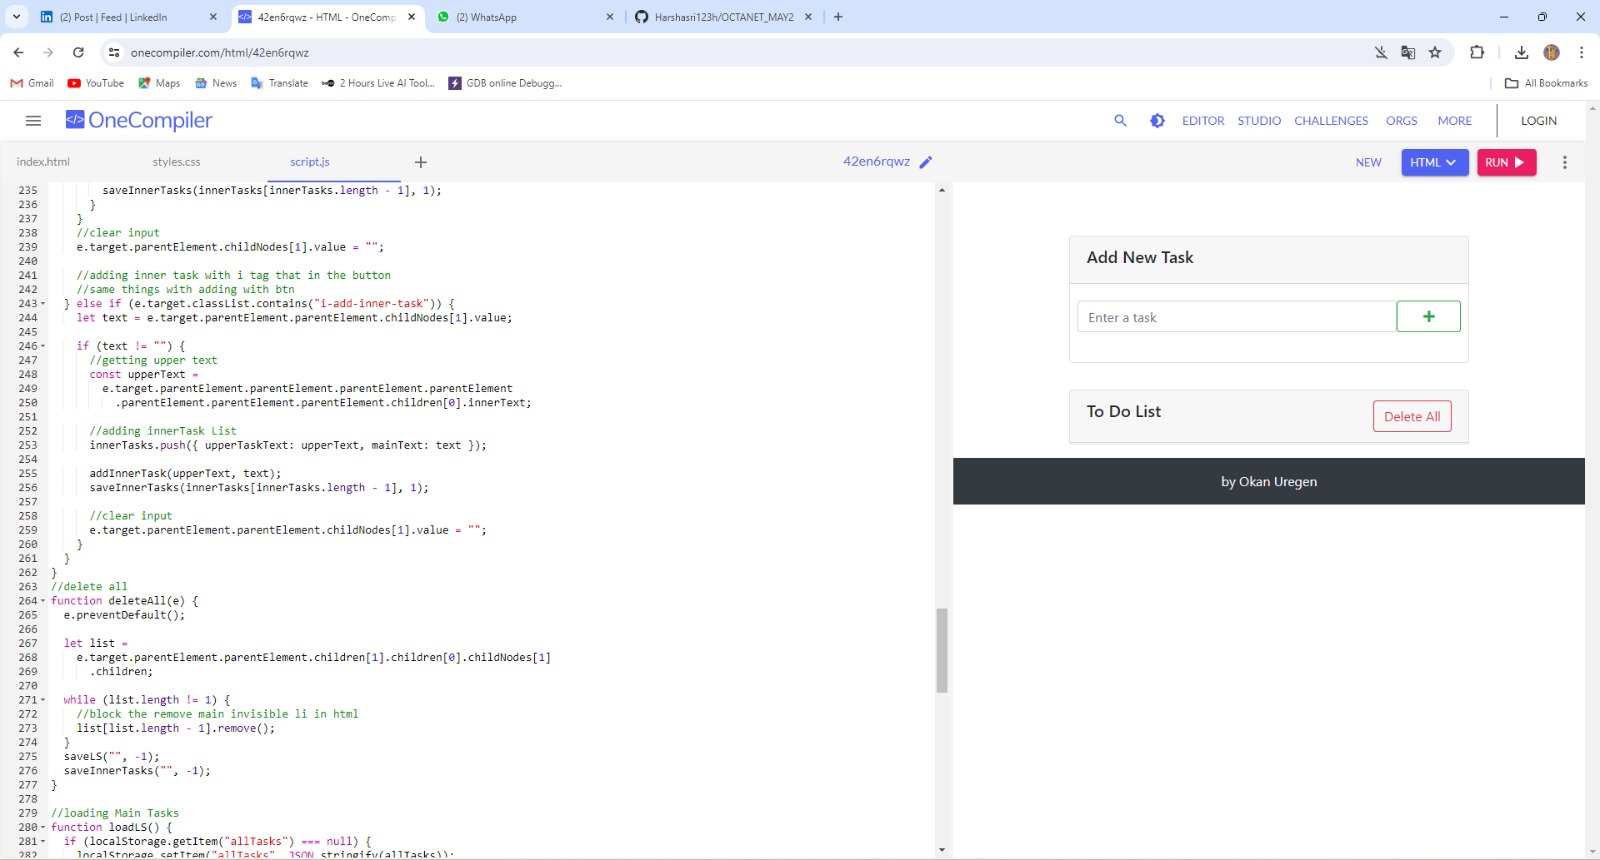 (2) Post | Feed | LinkedIn
42en6rqwz - HTML - OneComp
(2) WhatsApp
Harshasri123h/OCTANET_MAY2
onecompiler.com/html/42en6rqwz
Gmail YouTube Maps News Translate 2 Hours Live AI Tool... GDB online Debugg... All Bookmarks
OneCompiler EDITOR STUDIO CHALLENGES ORGS MORE LOGIN
index.html styles.css script.js 42en6rqwz NEW HTML RUN
235 saveInnerTasks(innerTasks[innerTasks.length - 1], 1);
236 }
237 }
238 //clear input
239 e.target.parentElement.childNodes[1].value = "";
240
241 //adding inner task with i tag that in the button
242 //same things with adding with btn
243 } else if (e.target.classList.contains("i-add-inner-task")) {
244 let text = e.target.parentElement.parentElement.childNodes[1].value;
245
246 if (text != "") {
247 //getting upper text
248 const upperText =
249 e.target.parentElement.parentElement.parentElement.parentElement
250 .parentElement.parentElement.parentElement.children[0].innerText;
251
252 //adding innerTask List
253 innerTasks.push({ upperTaskText: upperText, mainText: text });
254
255 addInnerTask(upperText, text);
256 saveInnerTasks(innerTasks[innerTasks.length - 1], 1);
257
258 //clear input
259 e.target.parentElement.parentElement.childNodes[1].value = "";
260 }
261 }
262 }
263 //delete all
264 function deleteAll(e) {
265 e.preventDefault();
266
267 let list =
268 e.target.parentElement.parentElement.children[1].children[0].childNodes[1]
269 .children;
270
271 while (list.length != 1) {
272 //block the remove main invisible li in html
273 list[list.length - 1].remove();
274 }
275 saveLS("", -1);
276 saveInnerTasks("", -1);
277 }
278
279 //loading Main Tasks
280 function loadLS() {
281 if (localStorage.getItem("allTasks") === null) {
282 localStorage.setItem("allTasks", JSON.stringify(allTasks));
Add New Task
Enter a task +
To Do List
Delete All
by Okan Uregen